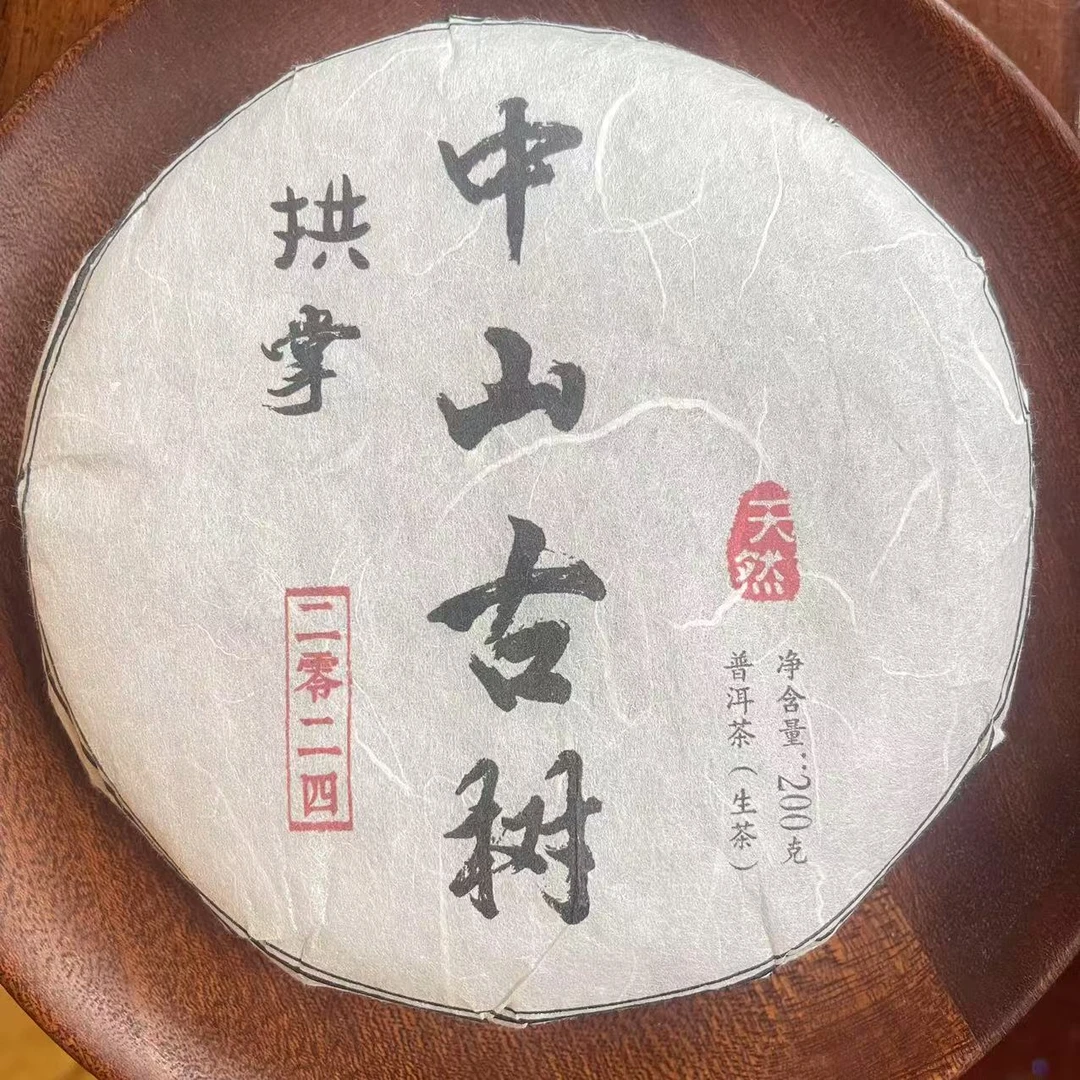 中山古树
拱掌
二零二四
天然
净含量：200克
普洱茶（生茶）